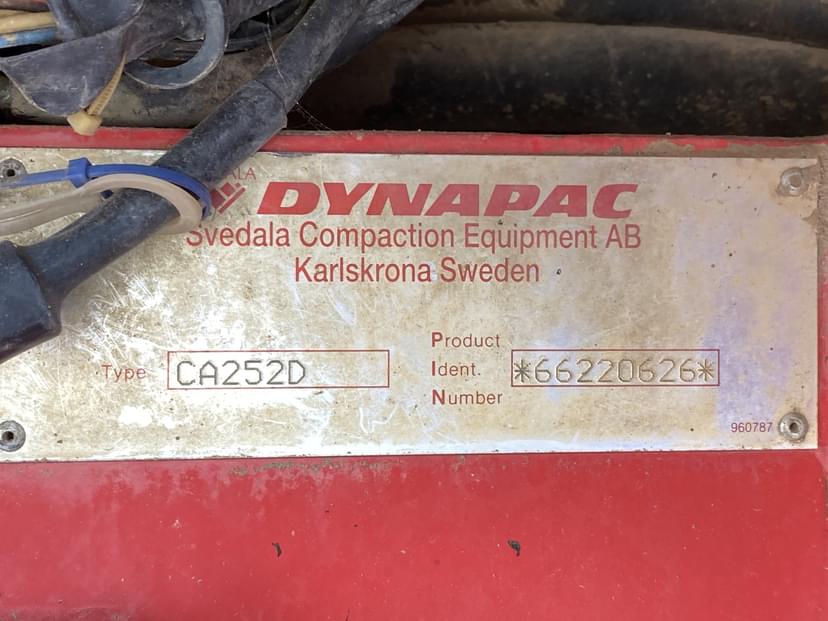 DYNAPAC
Svedala Compaction Equipment AB
Karlskrona Sweden
Type CA252D
Product
Ident. *66220626*
Number
960787